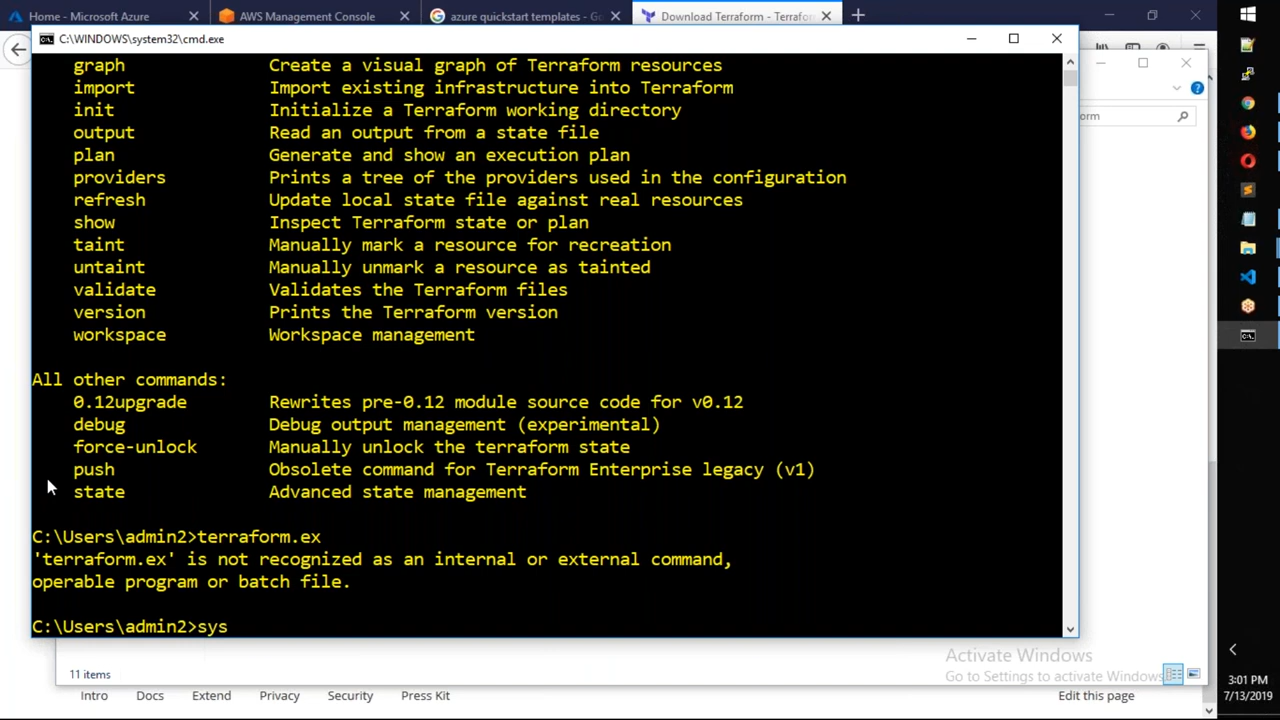 Home - Microsoft Azure
AWS Management Console
azure quickstart templates - Go
Download Terraform - Terrafor
C:\WINDOWS\system32\cmd.exe
graph Create a visual graph of Terraform resources
import Import existing infrastructure into Terraform
init Initialize a Terraform working directory
output Read an output from a state file
plan Generate and show an execution plan
providers Prints a tree of the providers used in the configuration
refresh Update local state file against real resources
show Inspect Terraform state or plan
taint Manually mark a resource for recreation
untaint Manually unmark a resource as tainted
validate Validates the Terraform files
version Prints the Terraform version
workspace Workspace management
All other commands:
0.12upgrade Rewrites pre-0.12 module source code for v0.12
debug Debug output management (experimental)
force-unlock Manually unlock the terraform state
push Obsolete command for Terraform Enterprise legacy (v1)
state Advanced state management
C:\Users\admin2>terraform.ex
'terraform.ex' is not recognized as an internal or external command,
operable program or batch file.
C:\Users\admin2>sys
orm
11 items
Activate Windows
Go to Settings to activate Windows.
Intro Docs Extend Privacy Security Press Kit
Edit this page
3:01 PM
7/13/2019